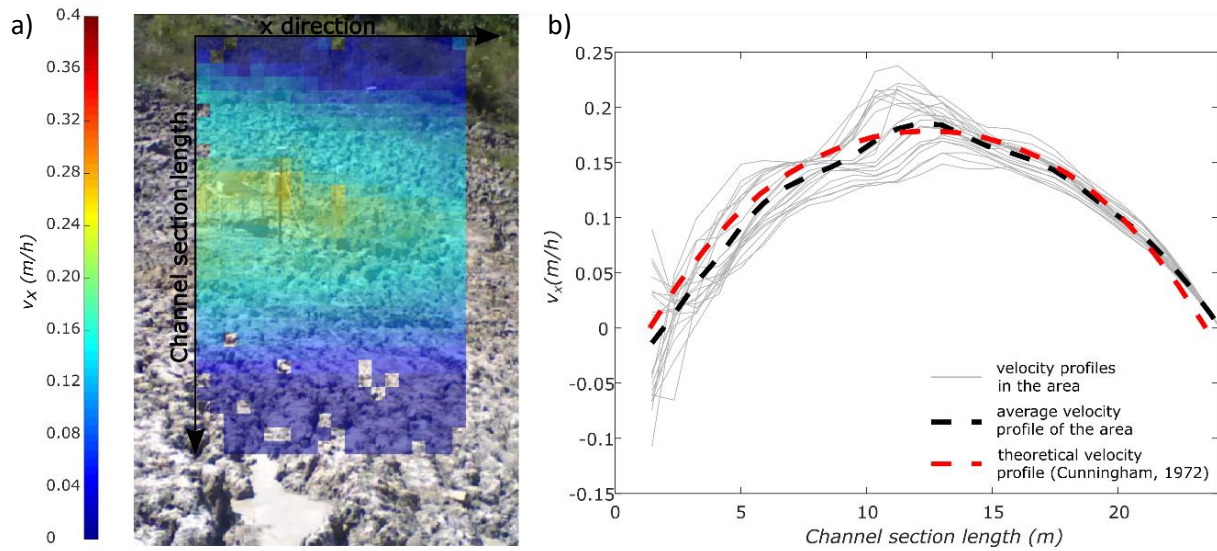 a)
0.4
0.36
0.32
0.28
0.24
0.20
0.16
0.12
0.08
0.04
0
vx (m/h)
x direction
Channel section length
b)
0.25
0.2
0.15
0.1
0.05
0
-0.05
-0.1
-0.15
vx(m/h)
0
5
10
15
20
Channel section length (m)
velocity profiles
in the area
average velocity
profile of the area
theoretical velocity
profile (Cunningham, 1972)